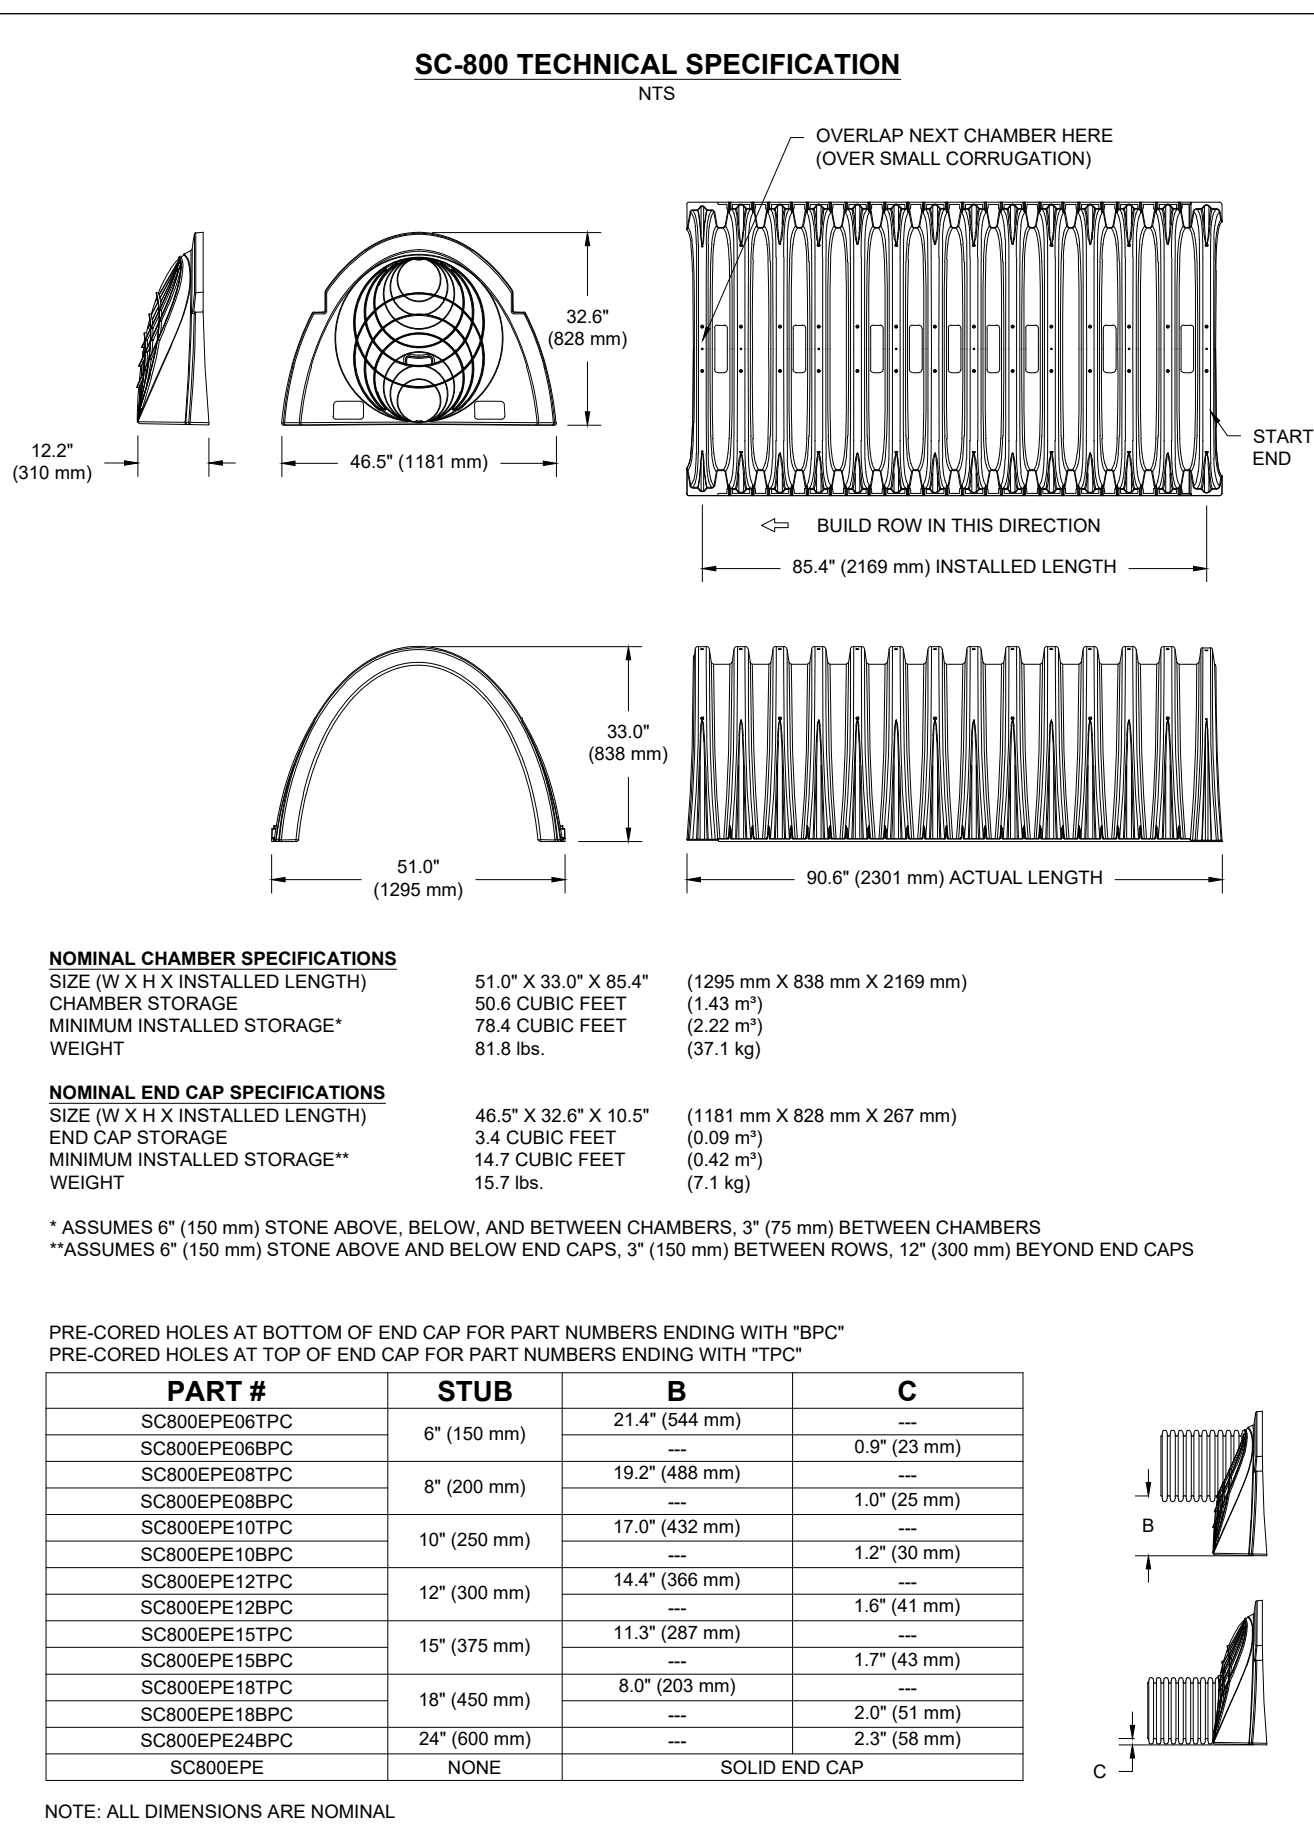 SC-800 TECHNICAL SPECIFICATION
NTS
OVERLAP NEXT CHAMBER HERE
(OVER SMALL CORRUGATION)
32.6"
(828 mm)
12.2"
(310 mm)
46.5" (1181 mm)
START
END
BUILD ROW IN THIS DIRECTION
85.4" (2169 mm) INSTALLED LENGTH
33.0"
(838 mm)
51.0"
(1295 mm)
90.6" (2301 mm) ACTUAL LENGTH
NOMINAL CHAMBER SPECIFICATIONS
SIZE (W X H X INSTALLED LENGTH) 51.0" X 33.0" X 85.4" (1295 mm X 838 mm X 2169 mm)
CHAMBER STORAGE 50.6 CUBIC FEET (1.43 m³)
MINIMUM INSTALLED STORAGE* 78.4 CUBIC FEET (2.22 m³)
WEIGHT 81.8 lbs. (37.1 kg)
NOMINAL END CAP SPECIFICATIONS
SIZE (W X H X INSTALLED LENGTH) 46.5" X 32.6" X 10.5" (1181 mm X 828 mm X 267 mm)
END CAP STORAGE 3.4 CUBIC FEET (0.09 m³)
MINIMUM INSTALLED STORAGE** 14.7 CUBIC FEET (0.42 m³)
WEIGHT 15.7 lbs. (7.1 kg)
* ASSUMES 6" (150 mm) STONE ABOVE, BELOW, AND BETWEEN CHAMBERS, 3" (75 mm) BETWEEN CHAMBERS
**ASSUMES 6" (150 mm) STONE ABOVE AND BELOW END CAPS, 3" (150 mm) BETWEEN ROWS, 12" (300 mm) BEYOND END CAPS
PRE-CORED HOLES AT BOTTOM OF END CAP FOR PART NUMBERS ENDING WITH "BPC"
PRE-CORED HOLES AT TOP OF END CAP FOR PART NUMBERS ENDING WITH "TPC"
PART # STUB B C
SC800EPE06TPC 6" (150 mm) 21.4" (544 mm) ---
SC800EPE06BPC --- 0.9" (23 mm)
SC800EPE08TPC 8" (200 mm) 19.2" (488 mm) ---
SC800EPE08BPC --- 1.0" (25 mm)
SC800EPE10TPC 10" (250 mm) 17.0" (432 mm) ---
SC800EPE10BPC --- 1.2" (30 mm)
SC800EPE12TPC 12" (300 mm) 14.4" (366 mm) ---
SC800EPE12BPC --- 1.6" (41 mm)
SC800EPE15TPC 15" (375 mm) 11.3" (287 mm) ---
SC800EPE15BPC --- 1.7" (43 mm)
SC800EPE18TPC 18" (450 mm) 8.0" (203 mm) ---
SC800EPE18BPC --- 2.0" (51 mm)
SC800EPE24BPC 24" (600 mm) --- 2.3" (58 mm)
SC800EPE NONE SOLID END CAP
B
C
NOTE: ALL DIMENSIONS ARE NOMINAL